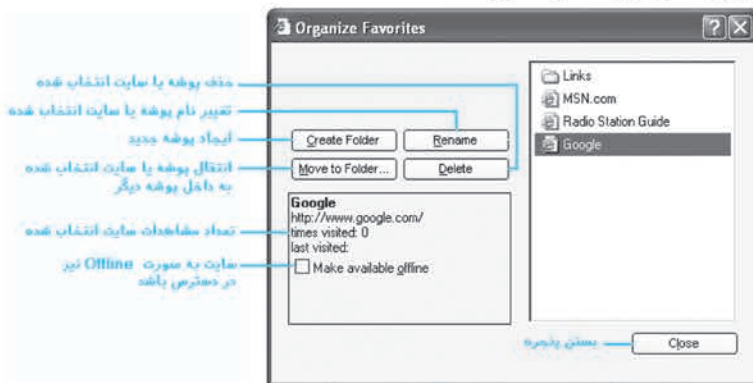 Organize Favorites
حذف پوشه یا سایت انتخاب شده
تغییر نام پوشه یا سایت انتخاب شده
ایجاد پوشه جدید
انتقال پوشه یا سایت انتخاب شده
به داخل پوشه دیگر
تعداد مشاهدات سایت انتخاب شده
سایت به صورت Offline نیز
در دسترس باشد
Create Folder
Rename
Move to Folder...
Delete
Google
http://www.google.com/
times visited: 0
last visited:
Make available offline
Links
MSN.com
Radio Station Guide
Google
بستن پنجره
Close